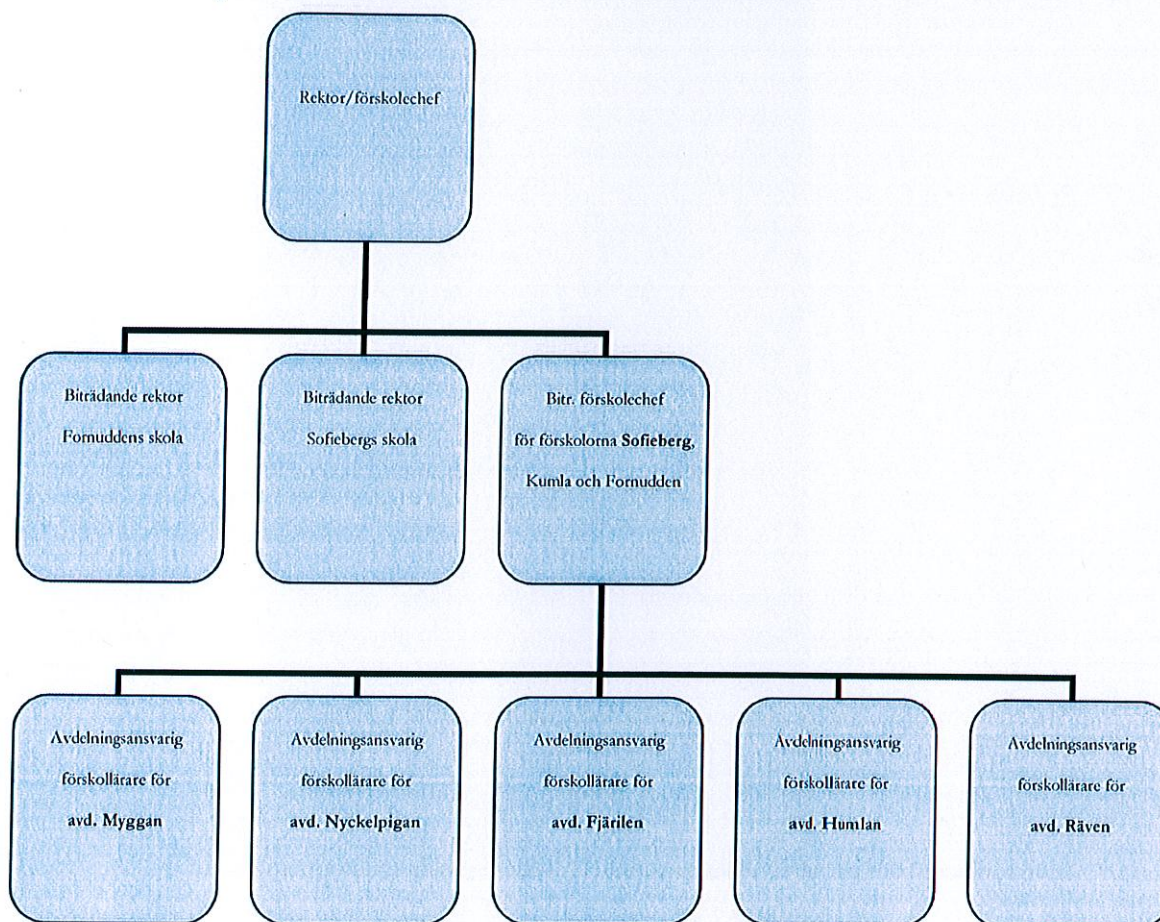 Rektor/förskolechef
Biträdande rektor
Fornuddens skola
Biträdande rektor
Sofiebergs skola
Bitr. förskolechef
för förskolorna Sofieberg,
Kumla och Fornudden
Avdelningsansvarig
förskollärare för
avd. Myggan
Avdelningsansvarig
förskollärare för
avd. Nyckelpigan
Avdelningsansvarig
förskollärare för
avd. Fjärilen
Avdelningsansvarig
förskollärare för
avd. Humlan
Avdelningsansvarig
förskollärare för
avd. Räven